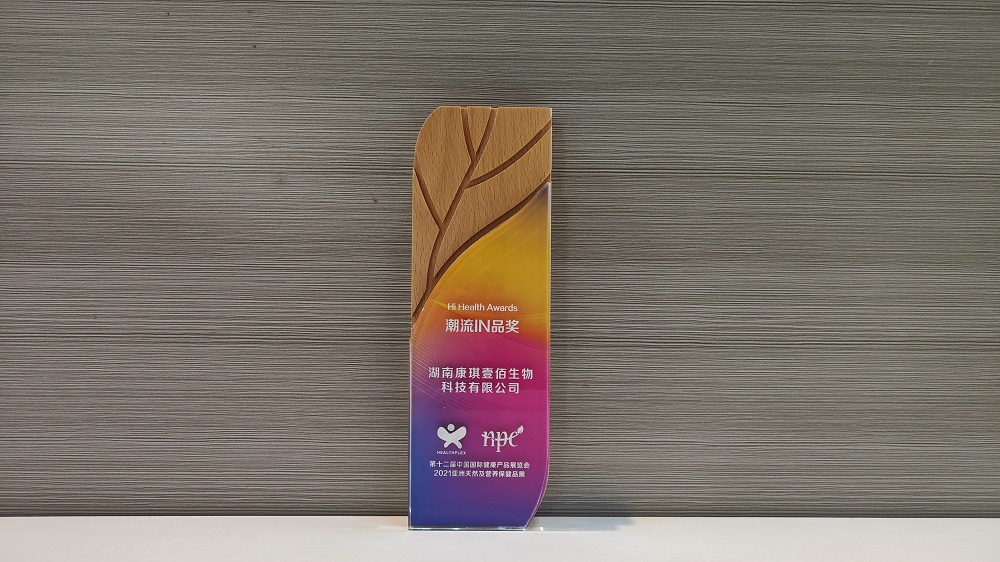 Hi Health Awards
潮流IN品奖
湖南康琪壹佰生物
科技有限公司
HEALTHPLEX npe
第十二届中国国际健康产品展览会
2021亚洲天然及营养保健品展